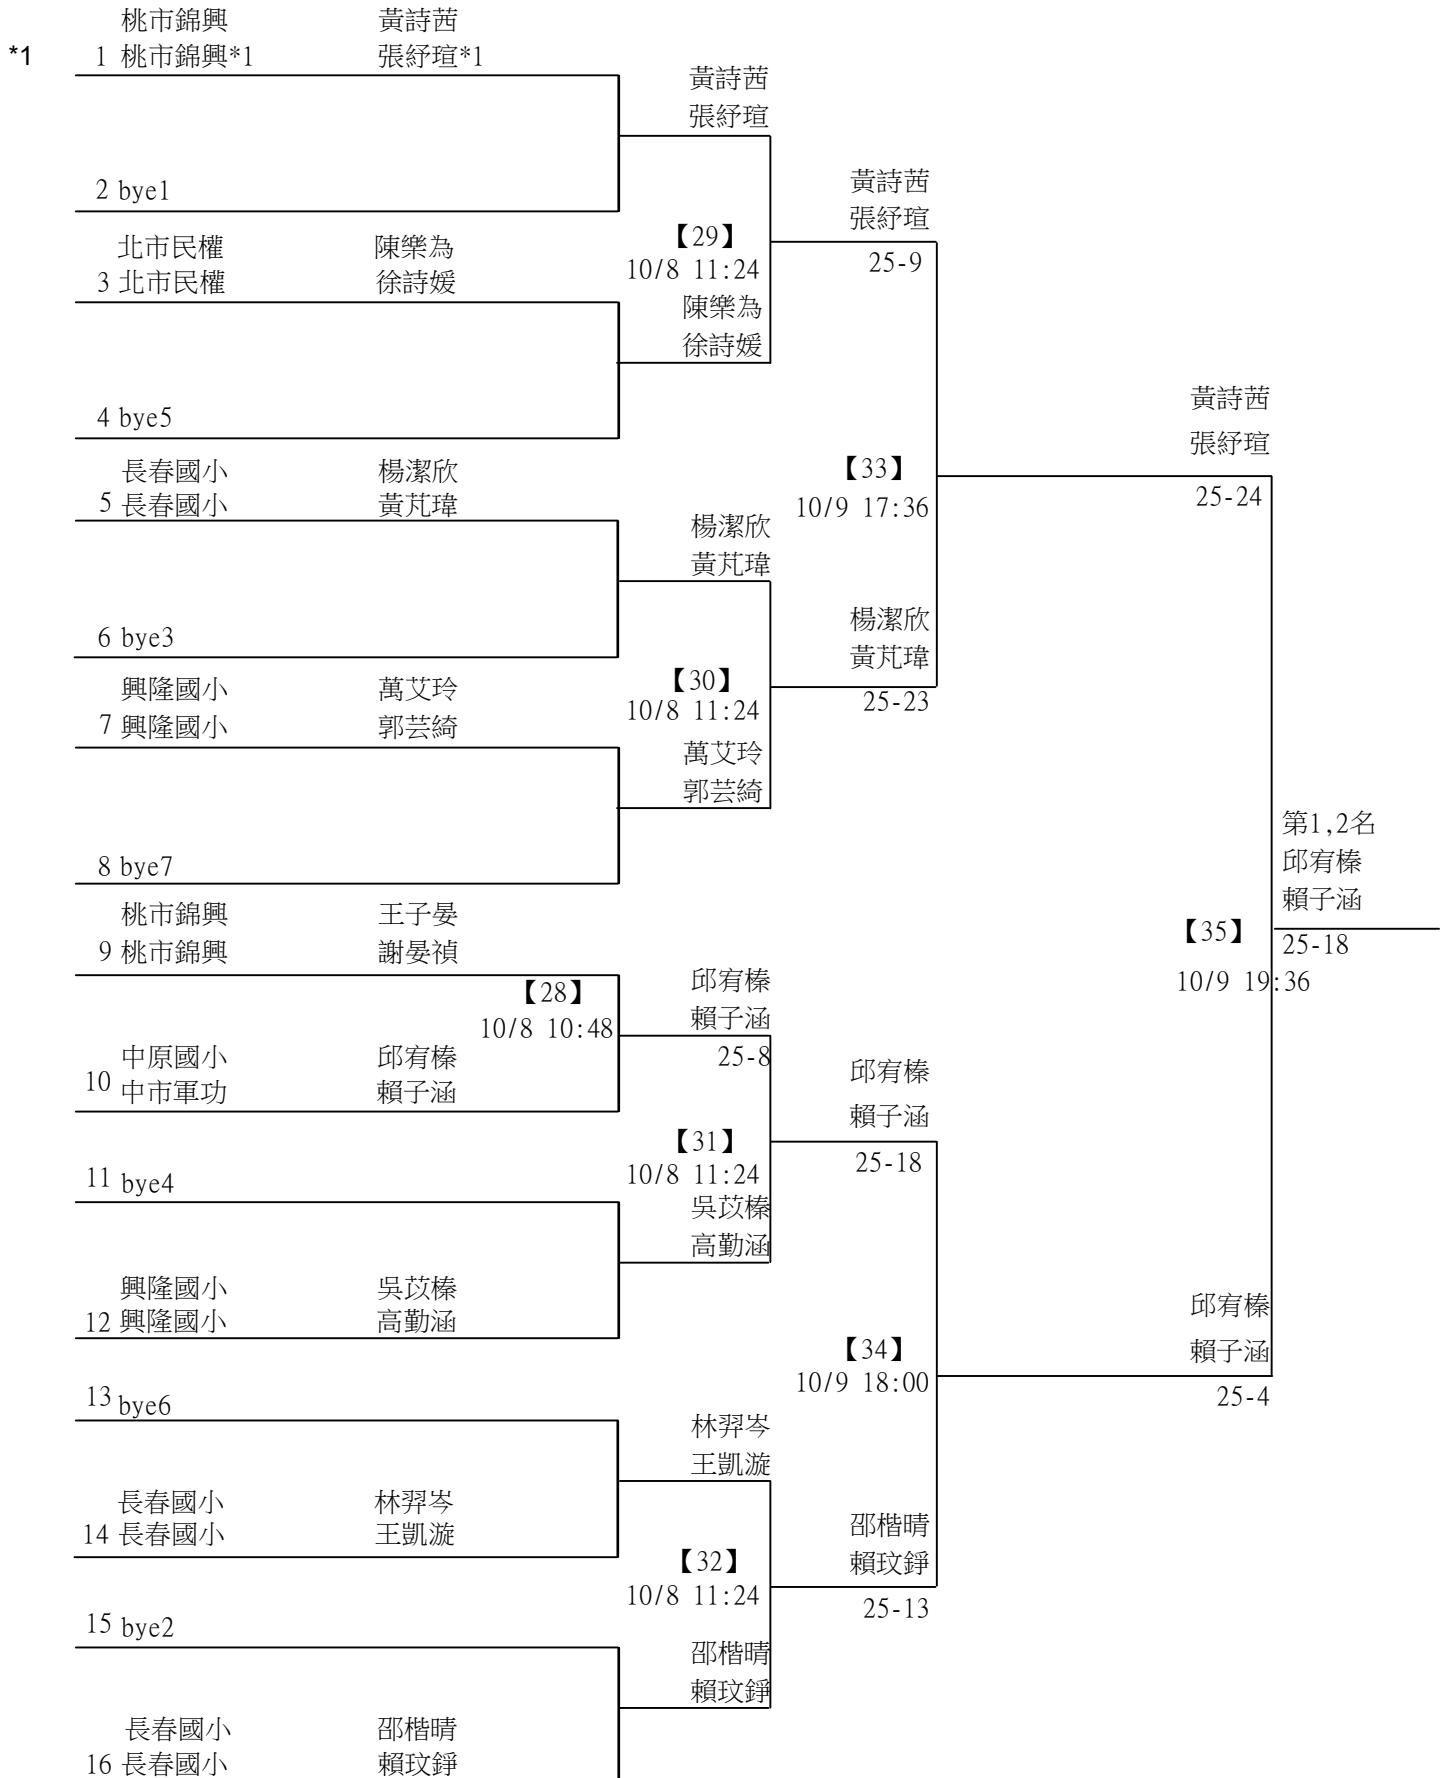 桃市錦興 黃詩茜
*1 1 桃市錦興*1 張紓瑄*1
黃詩茜
張紓瑄
2 bye1
黃詩茜
張紓瑄
25-9
北市民權 陳樂為
3 北市民權 徐詩媛
【29】
10/8 11:24
陳樂為
徐詩媛
4 bye5
黃詩茜
張紓瑄
25-24
長春國小 楊潔欣
5 長春國小 黃芃瑋
【33】
10/9 17:36
楊潔欣
黃芃瑋
6 bye3
楊潔欣
黃芃瑋
25-23
興隆國小 萬艾玲
7 興隆國小 郭芸綺
【30】
10/8 11:24
萬艾玲
郭芸綺
8 bye7
第1,2名
邱宥榛
賴子涵
25-18
【35】
10/9 19:36
桃市錦興 王子晏
9 桃市錦興 謝晏禎
【28】
10/8 10:48
邱宥榛
賴子涵
25-8
中原國小 邱宥榛
10 中市軍功 賴子涵
邱宥榛
賴子涵
25-18
【31】
10/8 11:24
11 bye4
吳苡榛
高勤涵
興隆國小 吳苡榛
12 興隆國小 高勤涵
邱宥榛
賴子涵
25-4
【34】
10/9 18:00
13 bye6
林羿岑
王凱漩
長春國小 林羿岑
14 長春國小 王凱漩
邵楷晴
賴玟錚
25-13
【32】
10/8 11:24
15 bye2
邵楷晴
賴玟錚
長春國小 邵楷晴
16 長春國小 賴玟錚